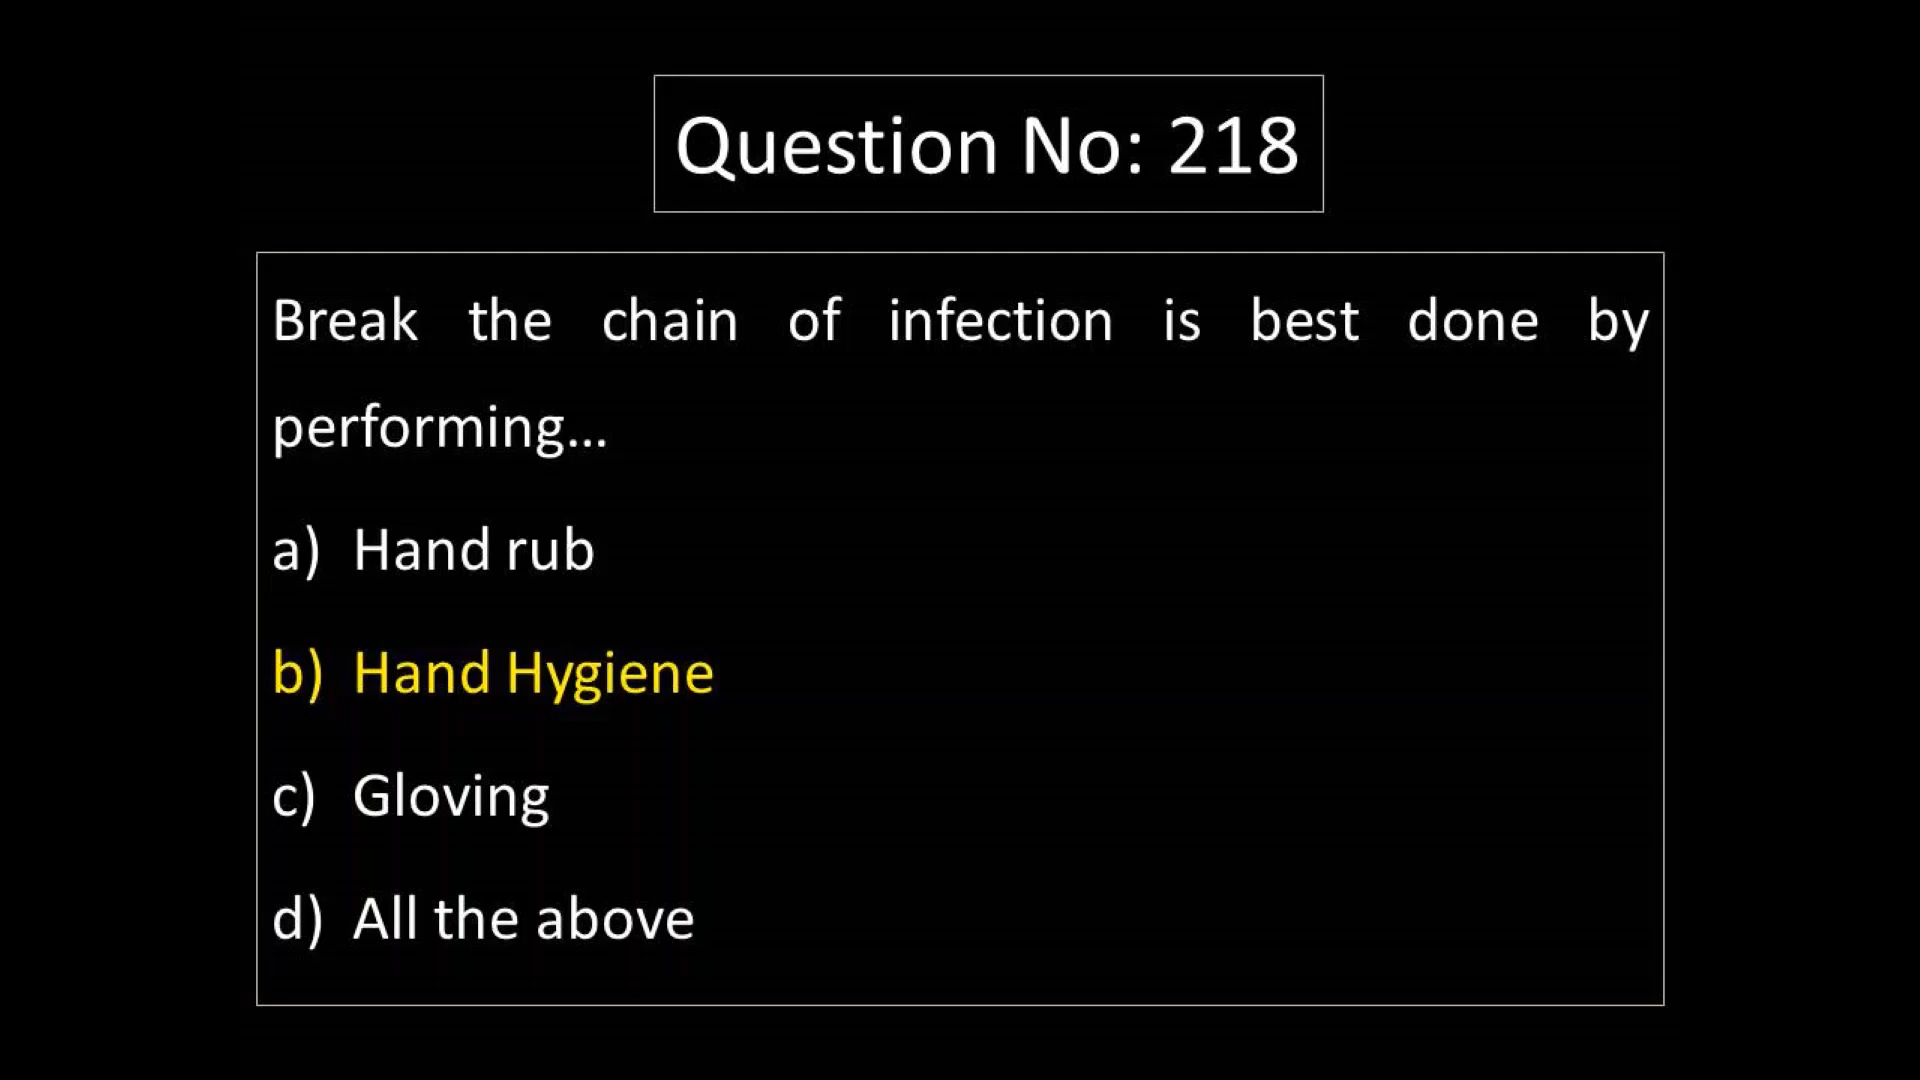 Question No: 218
Break the chain of infection is best done by
performing...
a) Hand rub
b) Hand Hygiene
c) Gloving
d) All the above